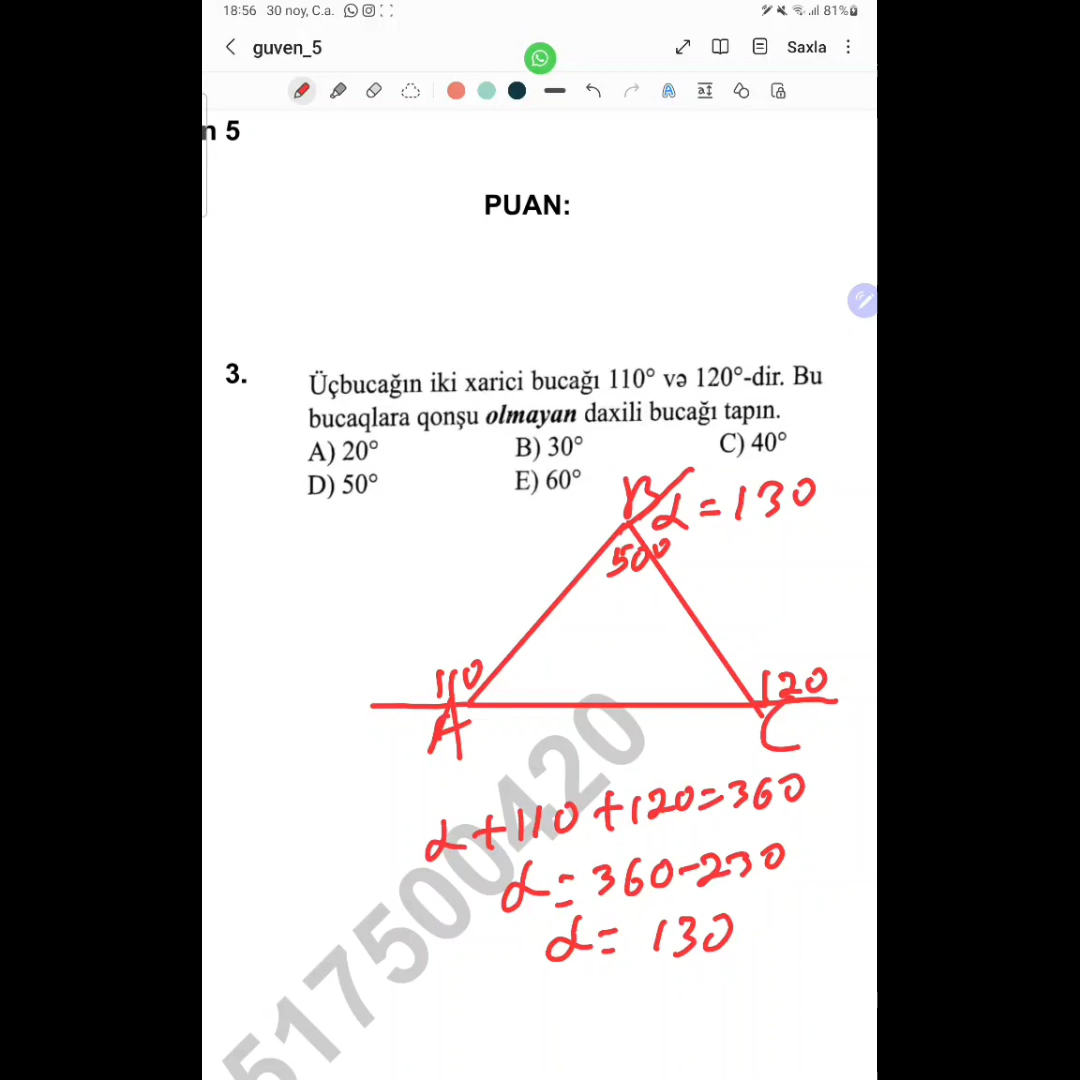 18:56 30 noy, C.a. 81%
guven_5 Saxla
n 5
PUAN:
3. Üçbucağın iki xarici bucağı 110° və 120°-dir. Bu
bucaqlara qonşu olmayan daxili bucağı tapın.
A) 20° B) 30° C) 40°
D) 50° E) 60°
B α = 130
50°
110 120
A C
α + 110 + 120 = 360
α = 360 - 230
α = 130
517500420